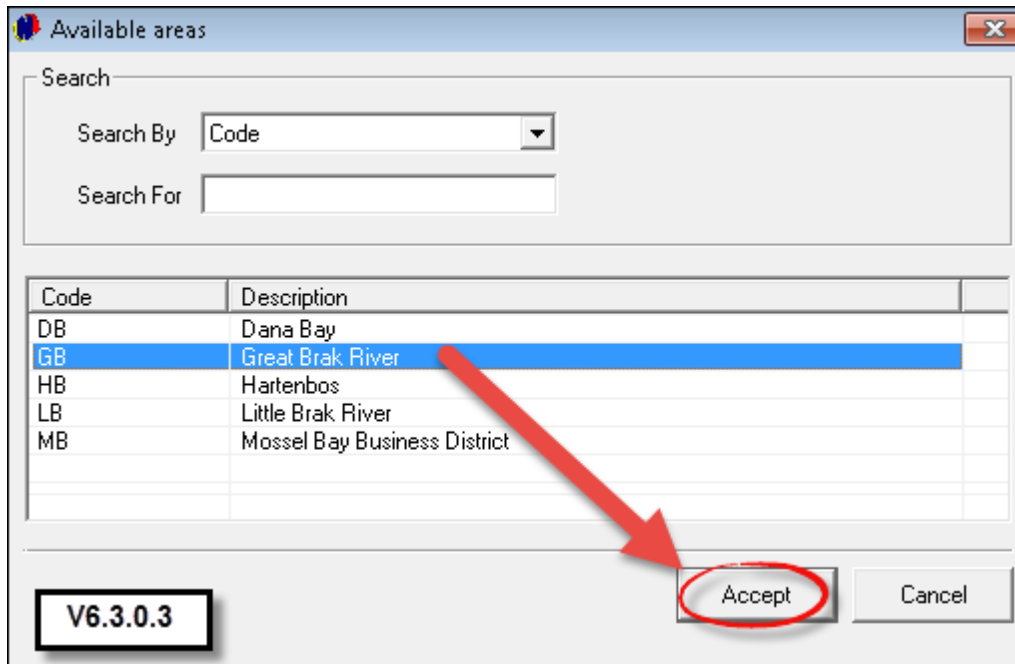 Available areas
Search
Search By Code
Search For
Code Description
DB Dana Bay
GB Great Brak River
HB Hartenbos
LB Little Brak River
MB Mossel Bay Business District
Accept Cancel
V6.3.0.3